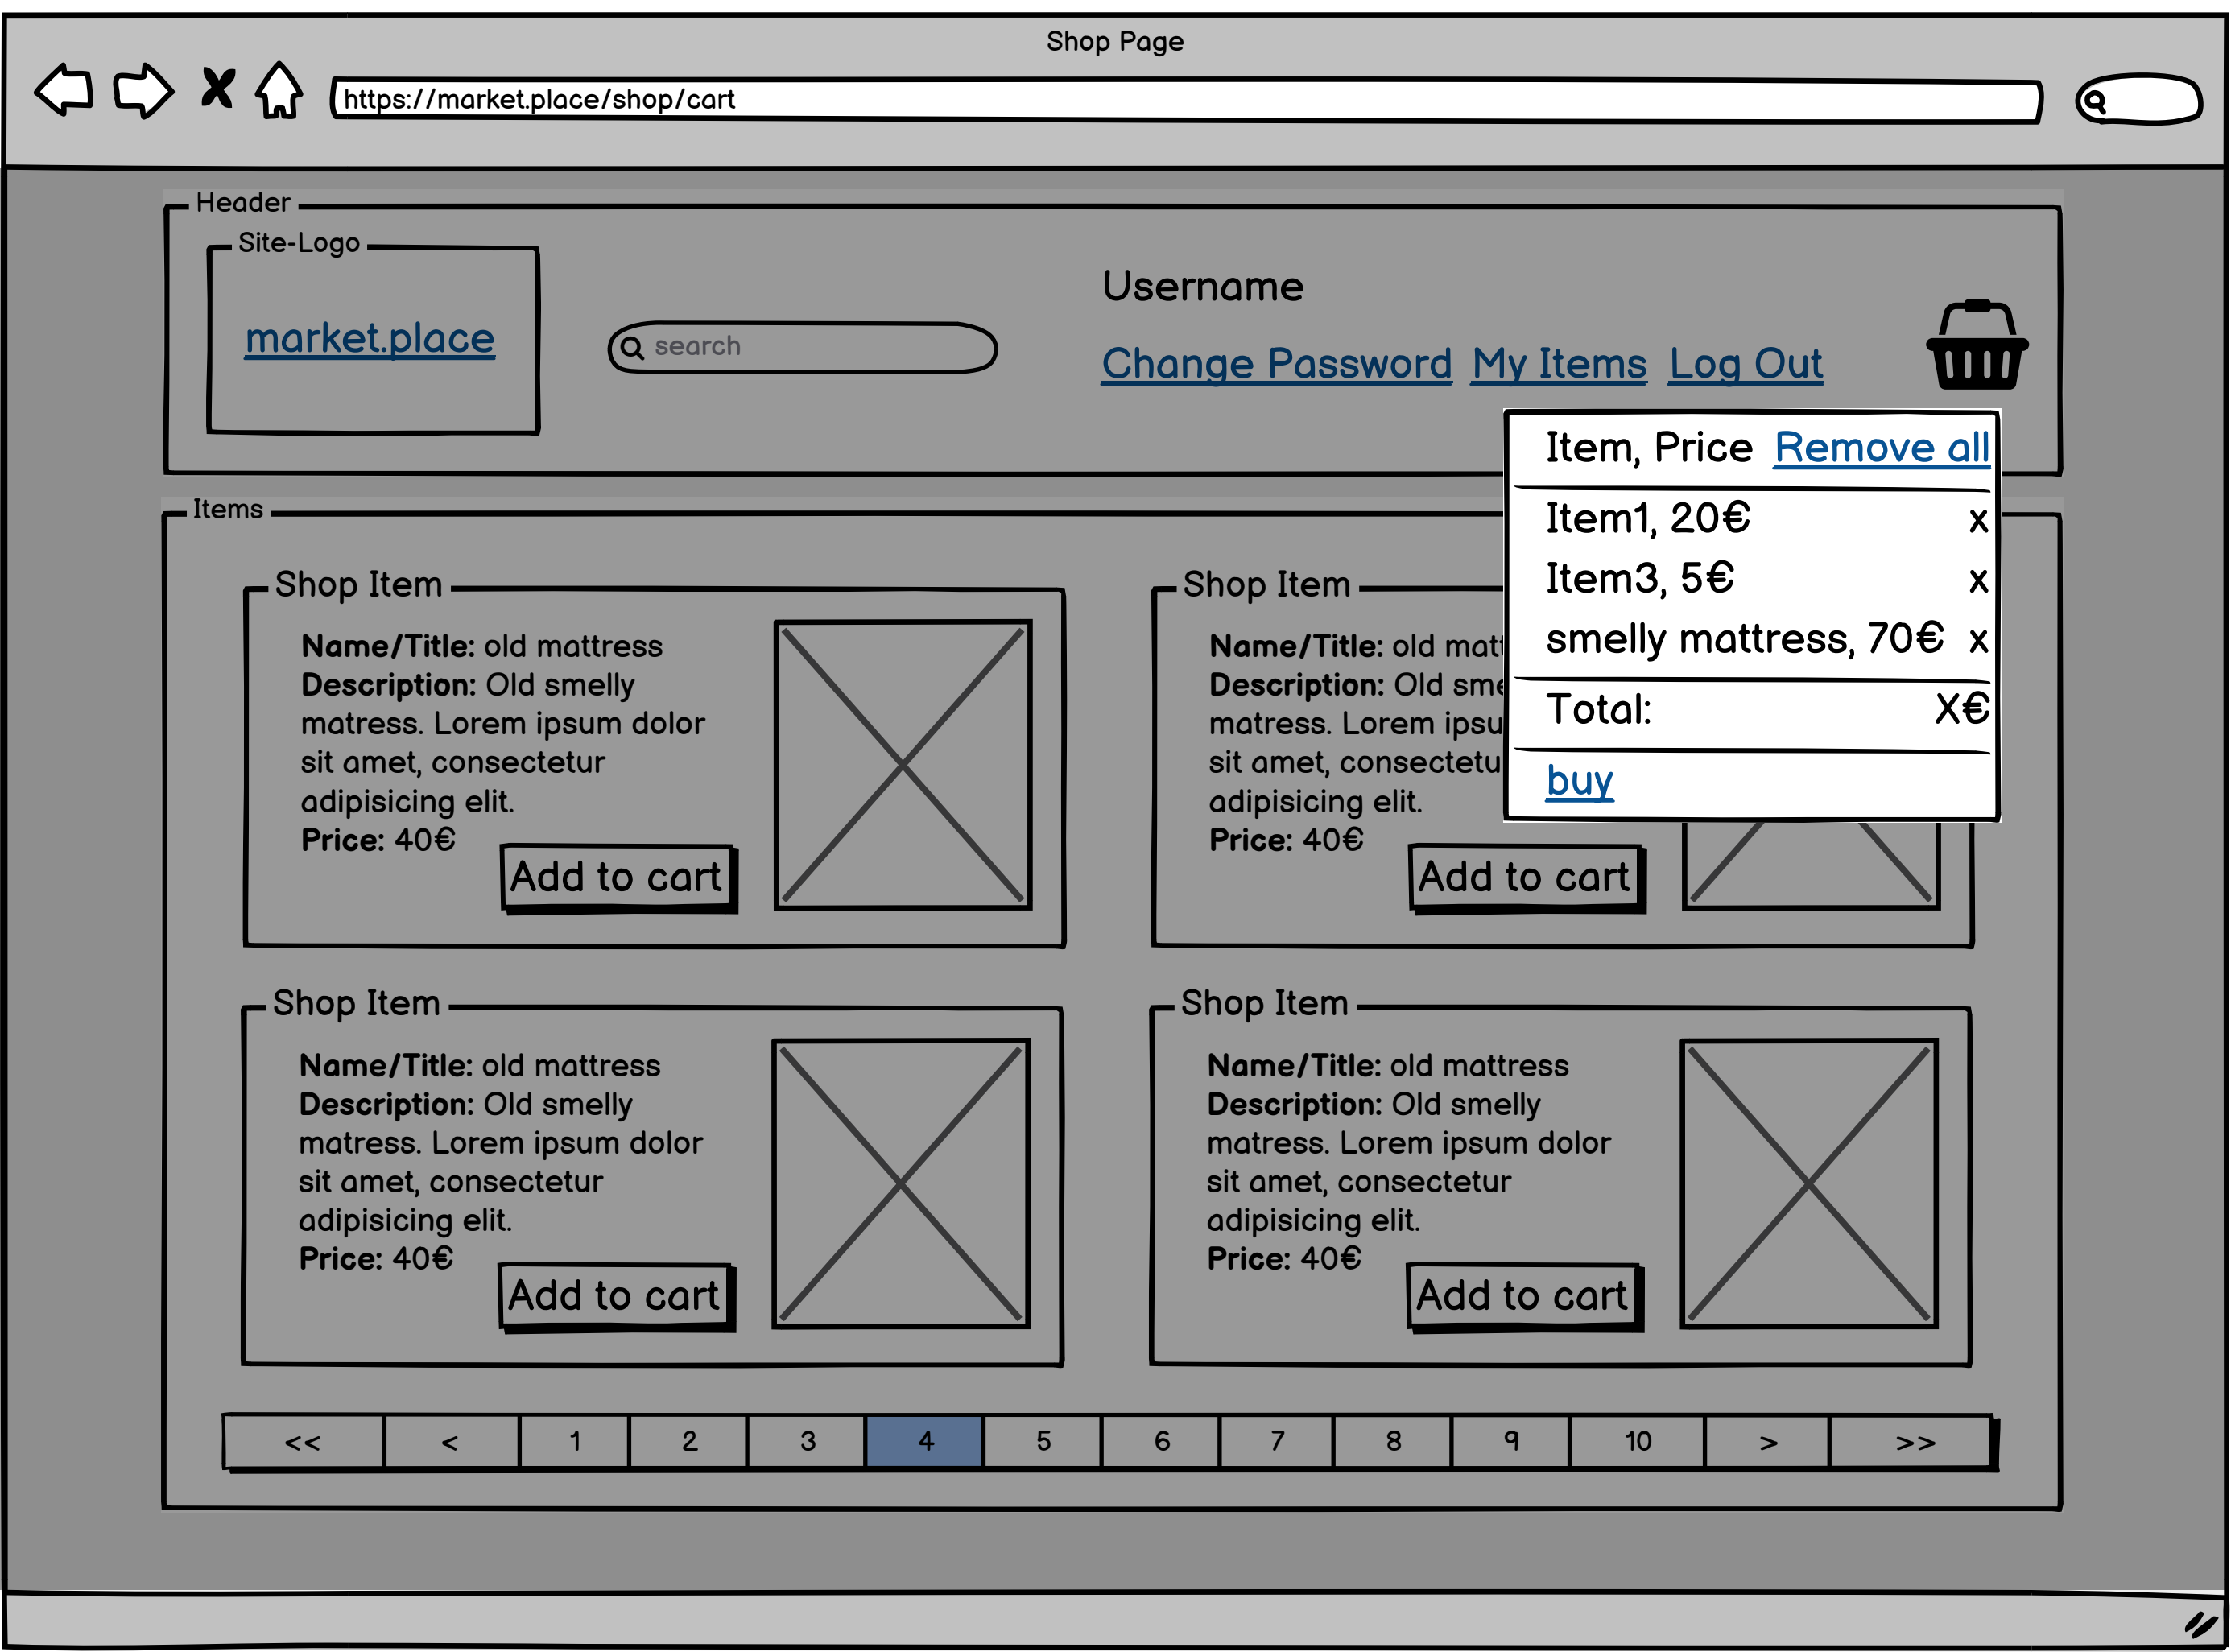 Shop Page
https://market.place/shop/cart
Header
Site-Logo
market.place
search
Username
Change Password My Items Log Out
Item, Price Remove all
Item1, 20€ x
Item3, 5€ x
smelly mattress, 70€ x
Total: X€
buy
Items
Shop Item
Name/Title: old mattress
Description: Old smelly
matress. Lorem ipsum dolor
sit amet, consectetur
adipisicing elit.
Price: 40€
Add to cart
Shop Item
Name/Title: old
Description: Old
matress. Lorem
sit amet,
adipisicing elit.
Price: 40€
Add to cart
Shop Item
Name/Title: old mattress
Description: Old smelly
matress. Lorem ipsum dolor
sit amet, consectetur
adipisicing elit.
Price: 40€
Add to cart
Shop Item
Name/Title: old mattress
Description: Old smelly
matress. Lorem ipsum dolor
sit amet, consectetur
adipisicing elit.
Price: 40€
Add to cart
<< < 1 2 3 4 5 6 7 8 9 10 > >>